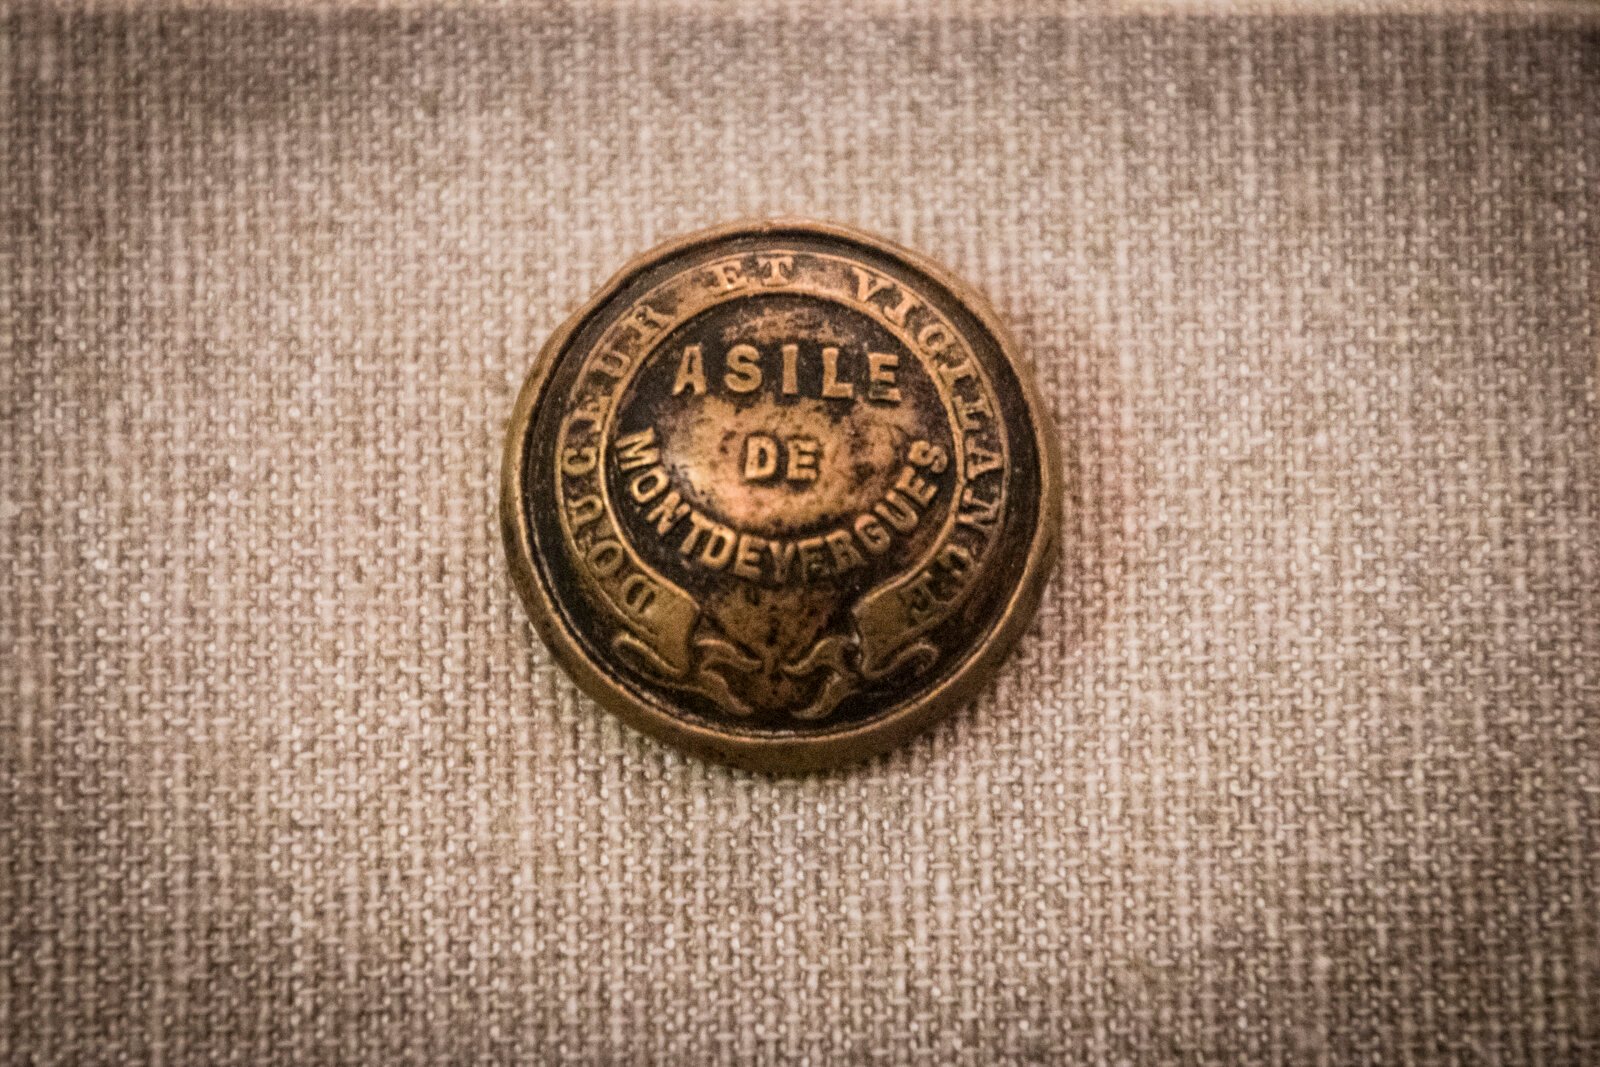 DOUCEUR ET VIGILANCE
ASILE
DE
MONTDEVERGUES